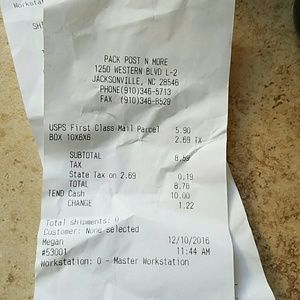 Workstat
SHI
PACK POST N MORE
1250 WESTERN BLVD L-2
JACKSONVILLE, NC 28546
PHONE(910)346-5713
FAX (910)346-8529
USPS First Class Mail Parcel 5.90
BOX 10X6X6 2.69 TX
SUBTOTAL 8.59
TAX
State Tax on 2.69 0.19
TOTAL 8.78
TEND Cash 10.00
CHANGE 1.22
Total shipments: 0
Customer: None selected
Megan 12/10/2016
#53001 11:44 AM
Workstation: 0 - Master Workstation